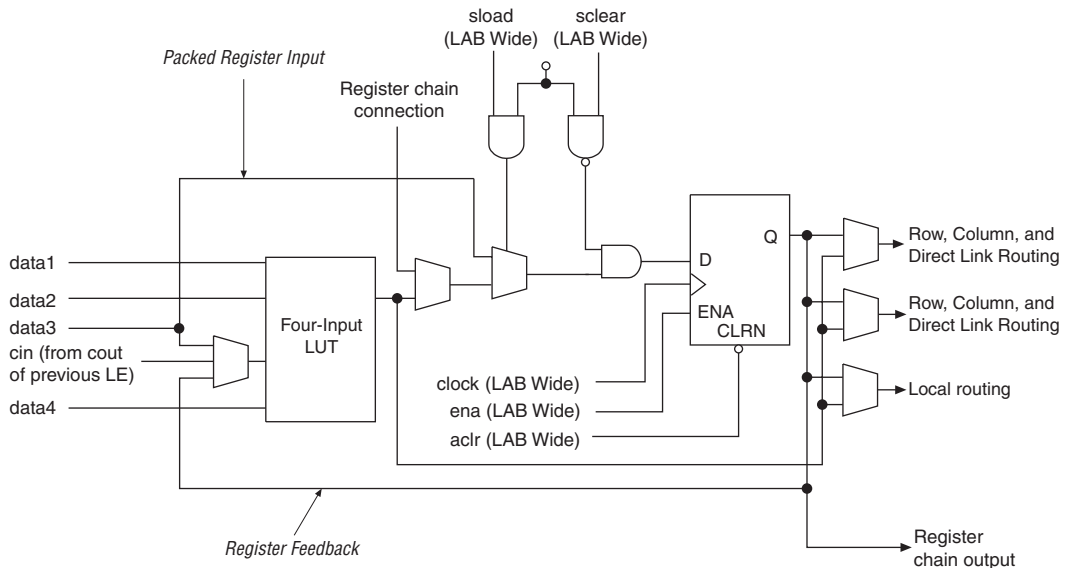 sload
(LAB Wide)
sclear
(LAB Wide)
Packed Register Input
Register chain
connection
data1
data2
data3
cin (from cout
of previous LE)
data4
Four-Input
LUT
clock (LAB Wide)
ena (LAB Wide)
aclr (LAB Wide)
D
Q
ENA
CLRN
Row, Column, and
Direct Link Routing
Row, Column, and
Direct Link Routing
Local routing
Register Feedback
Register
chain output